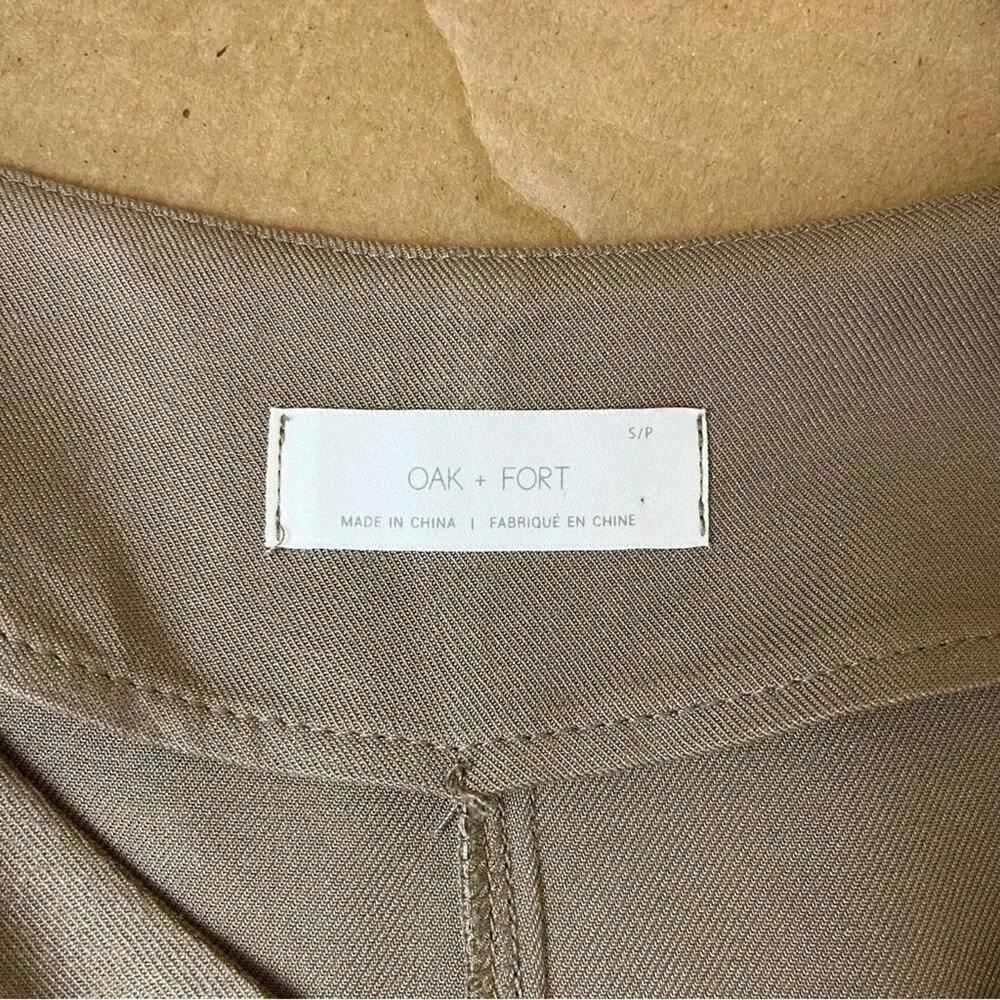 S/P
OAK + FORT
MADE IN CHINA | FABRIQUÉ EN CHINE